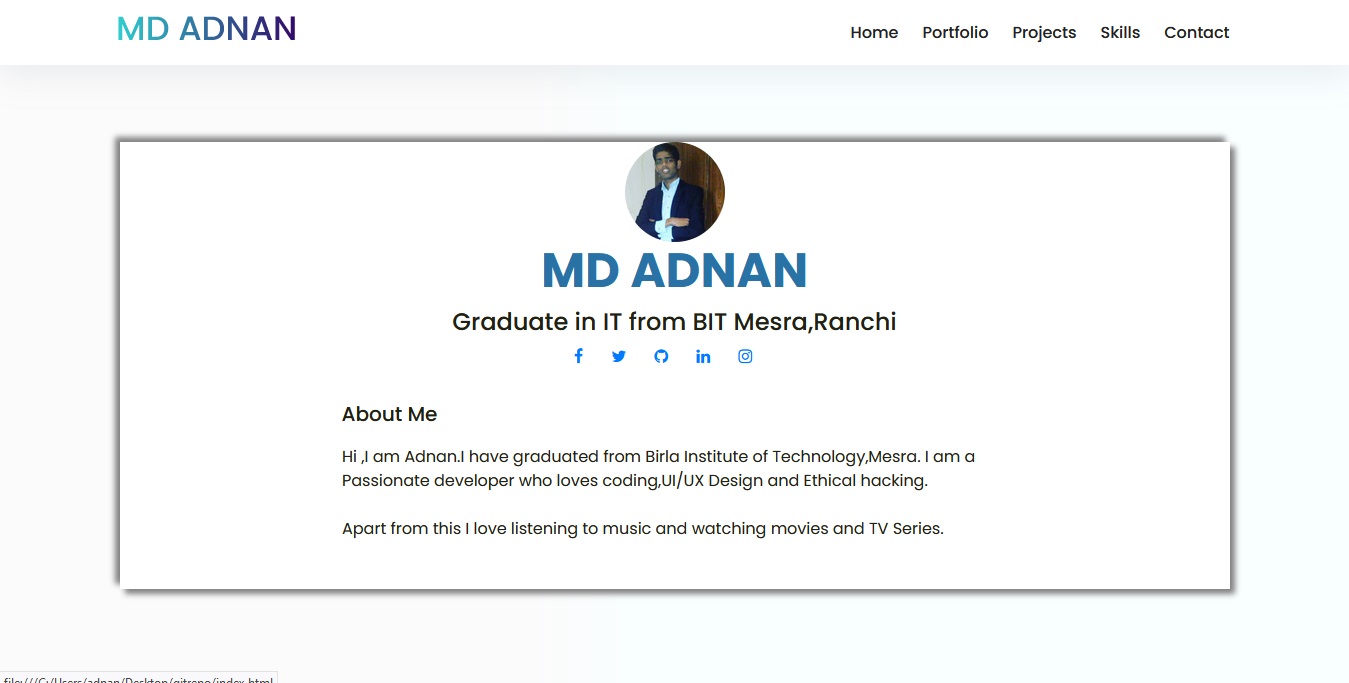 MD ADNAN
Home Portfolio Projects Skills Contact
MD ADNAN
Graduate in IT from BIT Mesra,Ranchi
About Me
Hi ,I am Adnan.I have graduated from Birla Institute of Technology,Mesra. I am a
Passionate developer who loves coding,UI/UX Design and Ethical hacking.
Apart from this I love listening to music and watching movies and TV Series.
file:///C:/Users/adnan/Desktop/gitrepo/index.html